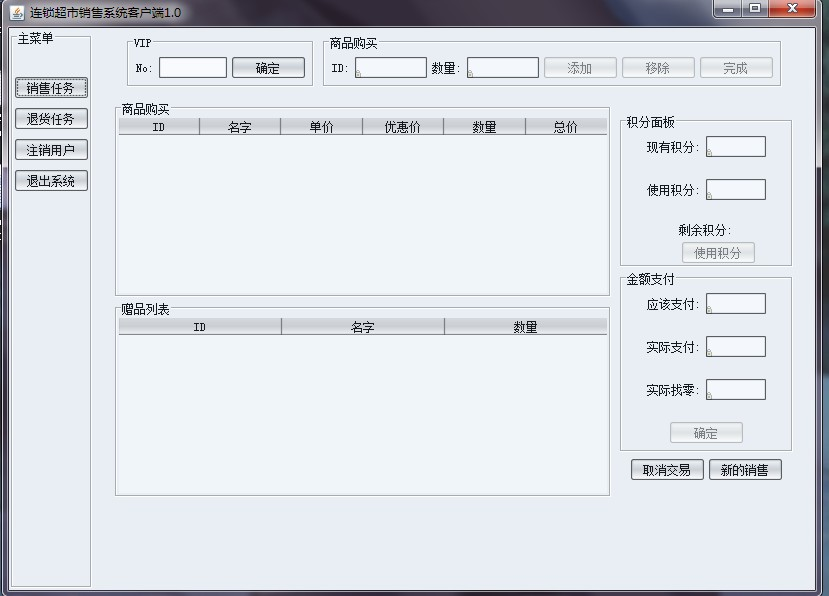 连锁超市销售系统客户端1.0
主菜单
销售任务
退货任务
注销用户
退出系统
VIP
No:
确定
商品购买
ID:
数量:
添加
移除
完成
商品购买
ID 名字 单价 优惠价 数量 总价
赠品列表
ID 名字 数量
积分面板
现有积分:
使用积分:
剩余积分:
使用积分
金额支付
应该支付:
实际支付:
实际找零:
确定
取消交易
新的销售